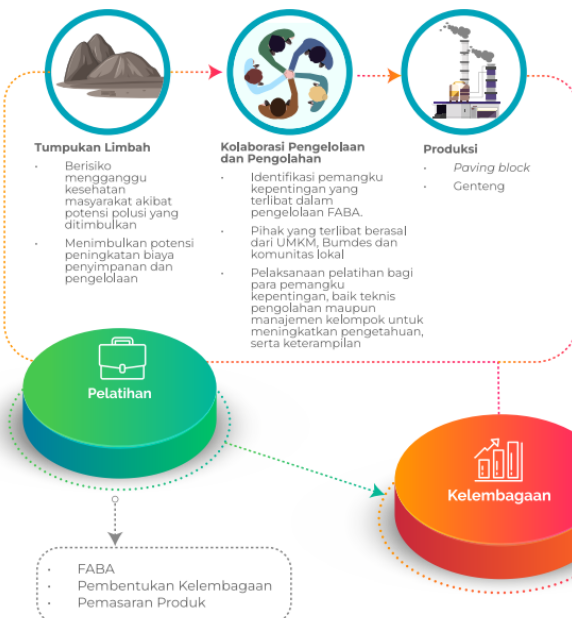 Tumpukan Limbah
· Berisiko
mengganggu
kesehatan
masyarakat akibat
potensi polusi yang
ditimbulkan
· Menimbulkan potensi
peningkatan biaya
penyimpanan dan
pengelolaan
Kolaborasi Pengelolaan
dan Pengolahan
· Identifikasi pemangku
kepentingan yang
terlibat dalam
pengelolaan FABA.
· Pihak yang terlibat berasal
dari UMKM, Bumdes dan
komunitas lokal
· Pelaksanaan pelatihan bagi
para pemangku
kepentingan, baik teknis
pengolahan maupun
manajemen kelompok untuk
meningkatkan pengetahuan,
serta keterampilan
Produksi
· Paving block
· Genteng
Pelatihan
Kelembagaan
· FABA
· Pembentukan Kelembagaan
· Pemasaran Produk